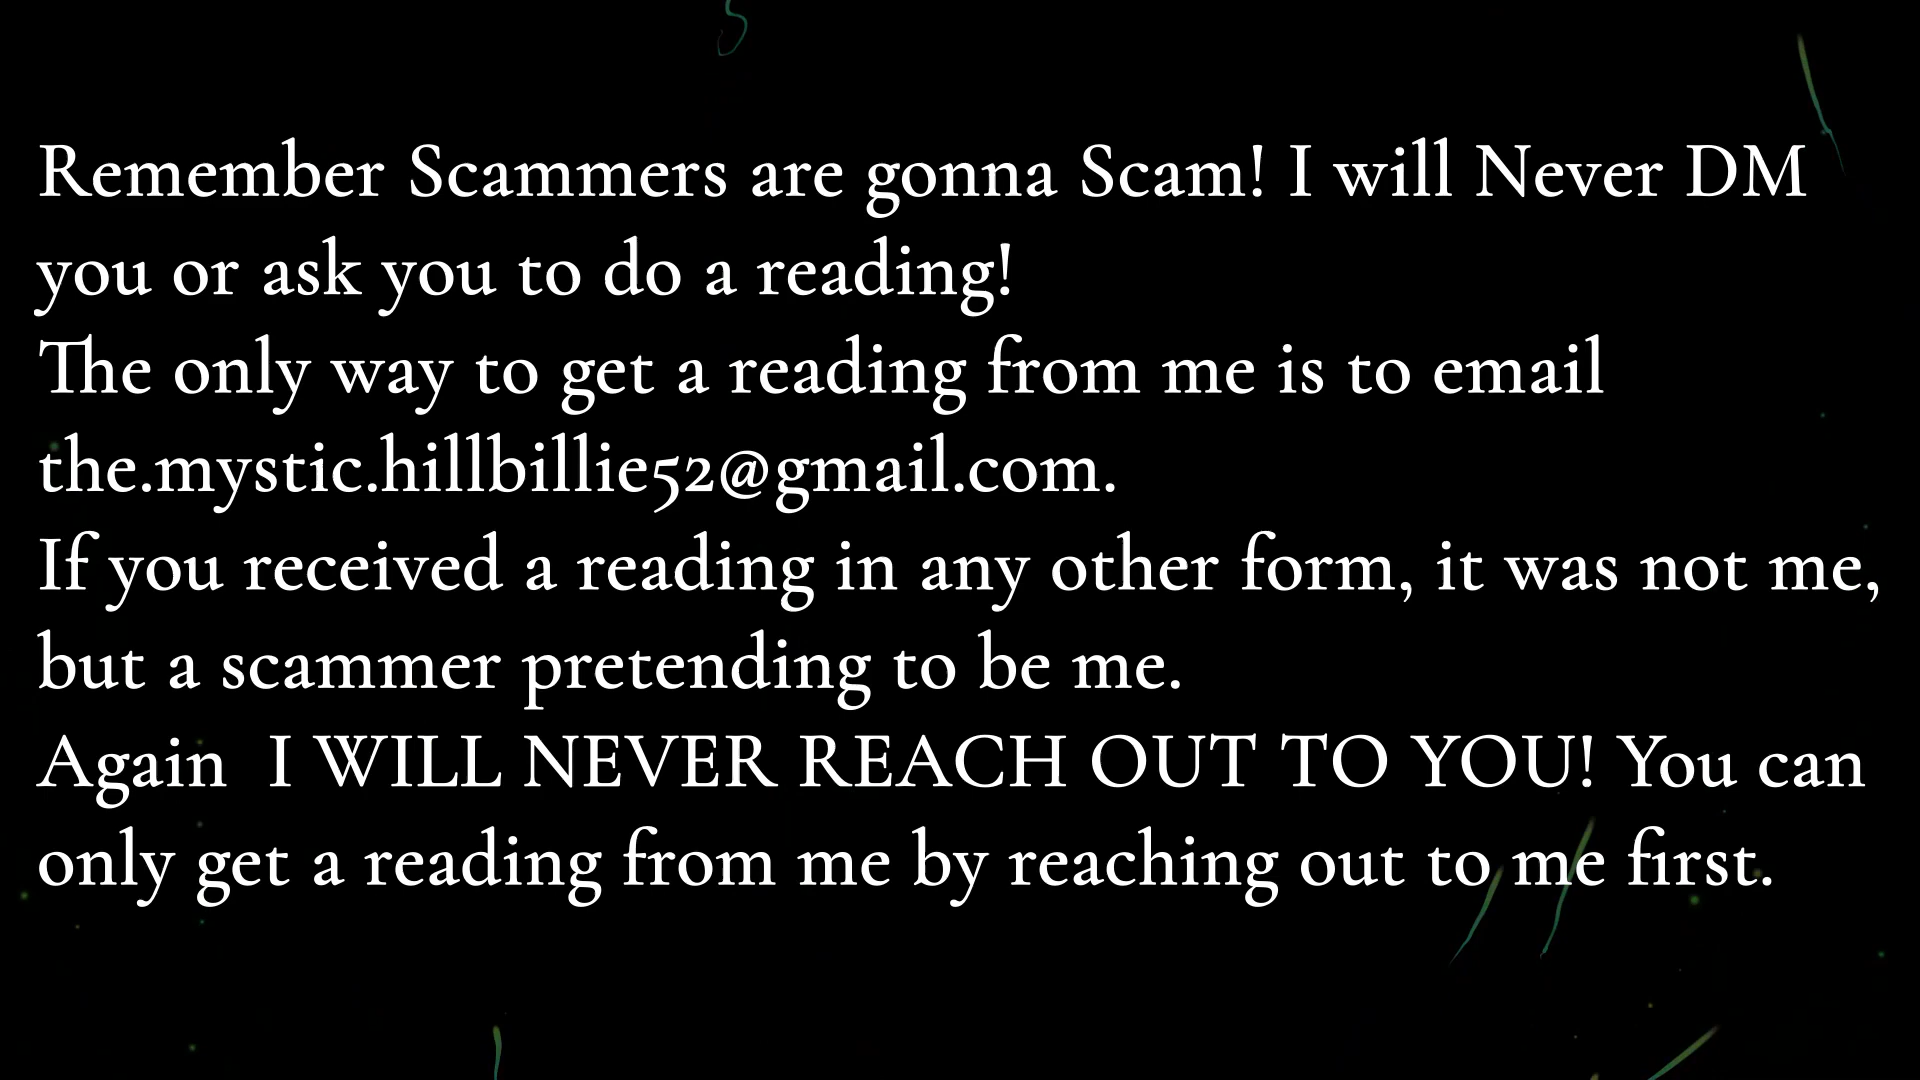 Remember Scammers are gonna Scam! I will Never DM
you or ask you to do a reading!
The only way to get a reading from me is to email
the.mystic.hillbillie52@gmail.com.
If you received a reading in any other form, it was not me,
but a scammer pretending to be me.
Again  I WILL NEVER REACH OUT TO YOU! You can
only get a reading from me by reaching out to me first.